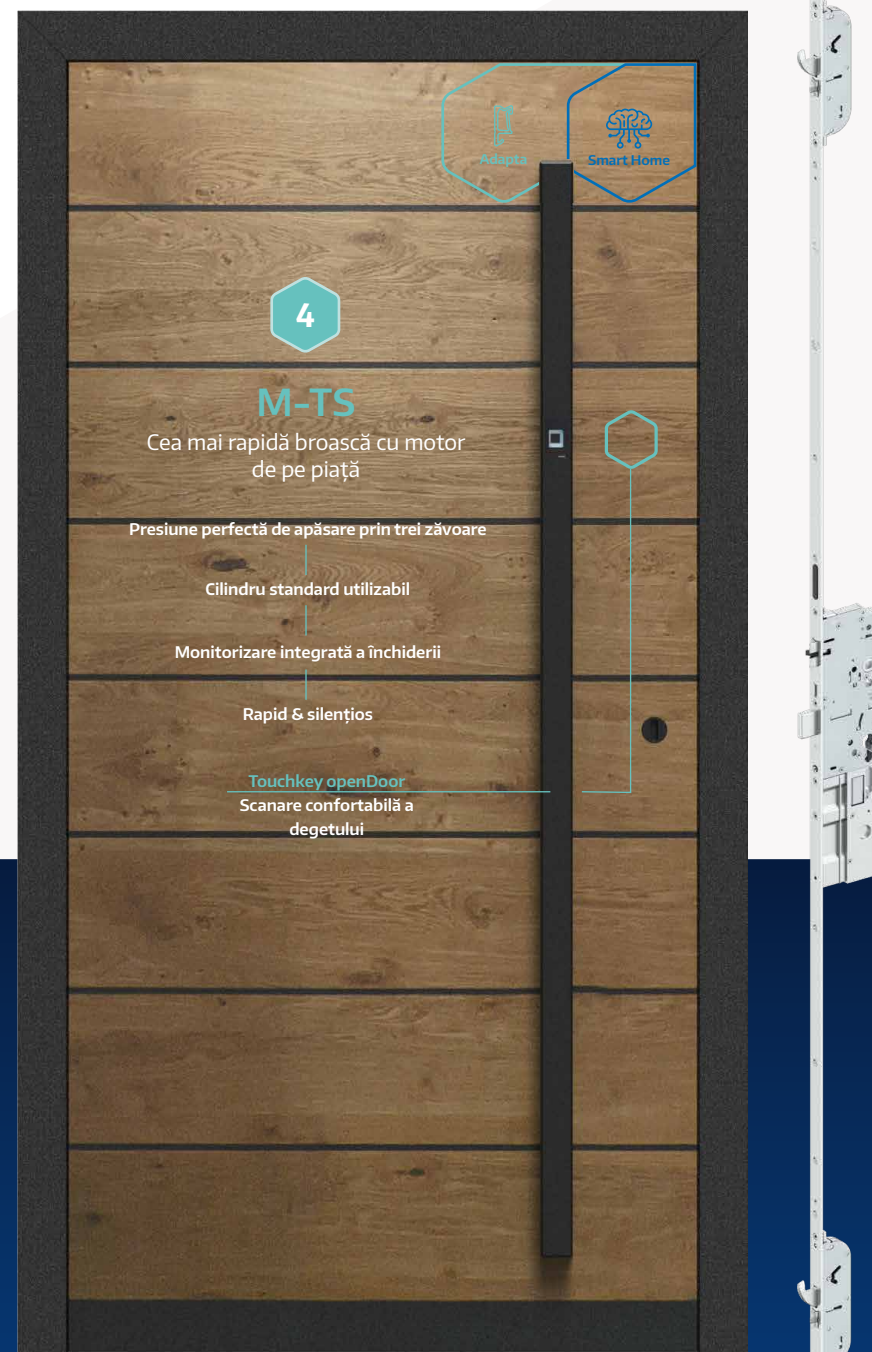 Adapta
Smart Home
4
M-TS
Cea mai rapidă broască cu motor
de pe piață
Presiune perfectă de apăsare prin trei zăvoare
Cilindru standard utilizabil
Monitorizare integrată a închiderii
Rapid & silențios
Touchkey openDoor
Scanare confortabilă a
degetului